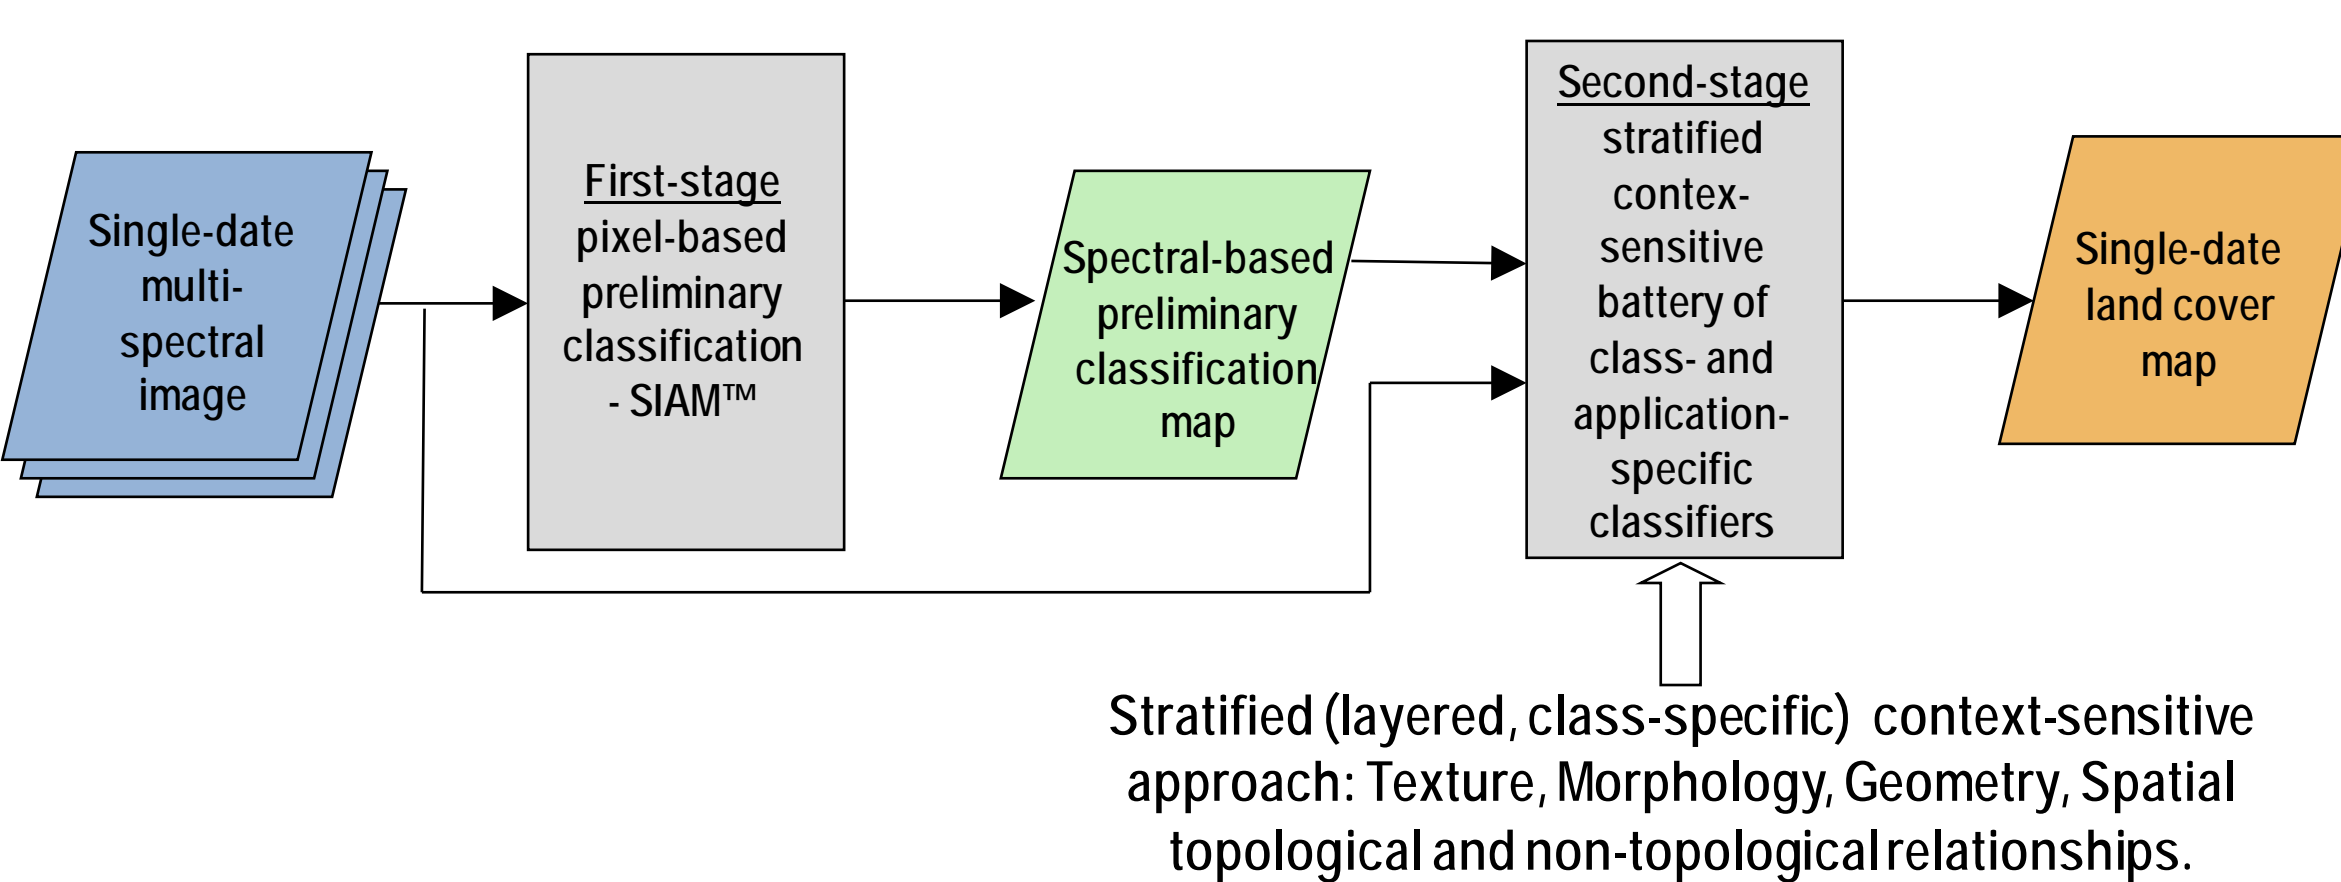 Single-date
multi-
spectral
image
First-stage
pixel-based
preliminary
classification
- SIAM™
Spectral-based
preliminary
classification
map
Second-stage
stratified
contex-
sensitive
battery of
class- and
application-
specific
classifiers
Single-date
land cover
map
Stratified (layered, class-specific) context-sensitive
approach: Texture, Morphology, Geometry, Spatial
topological and non-topological relationships.